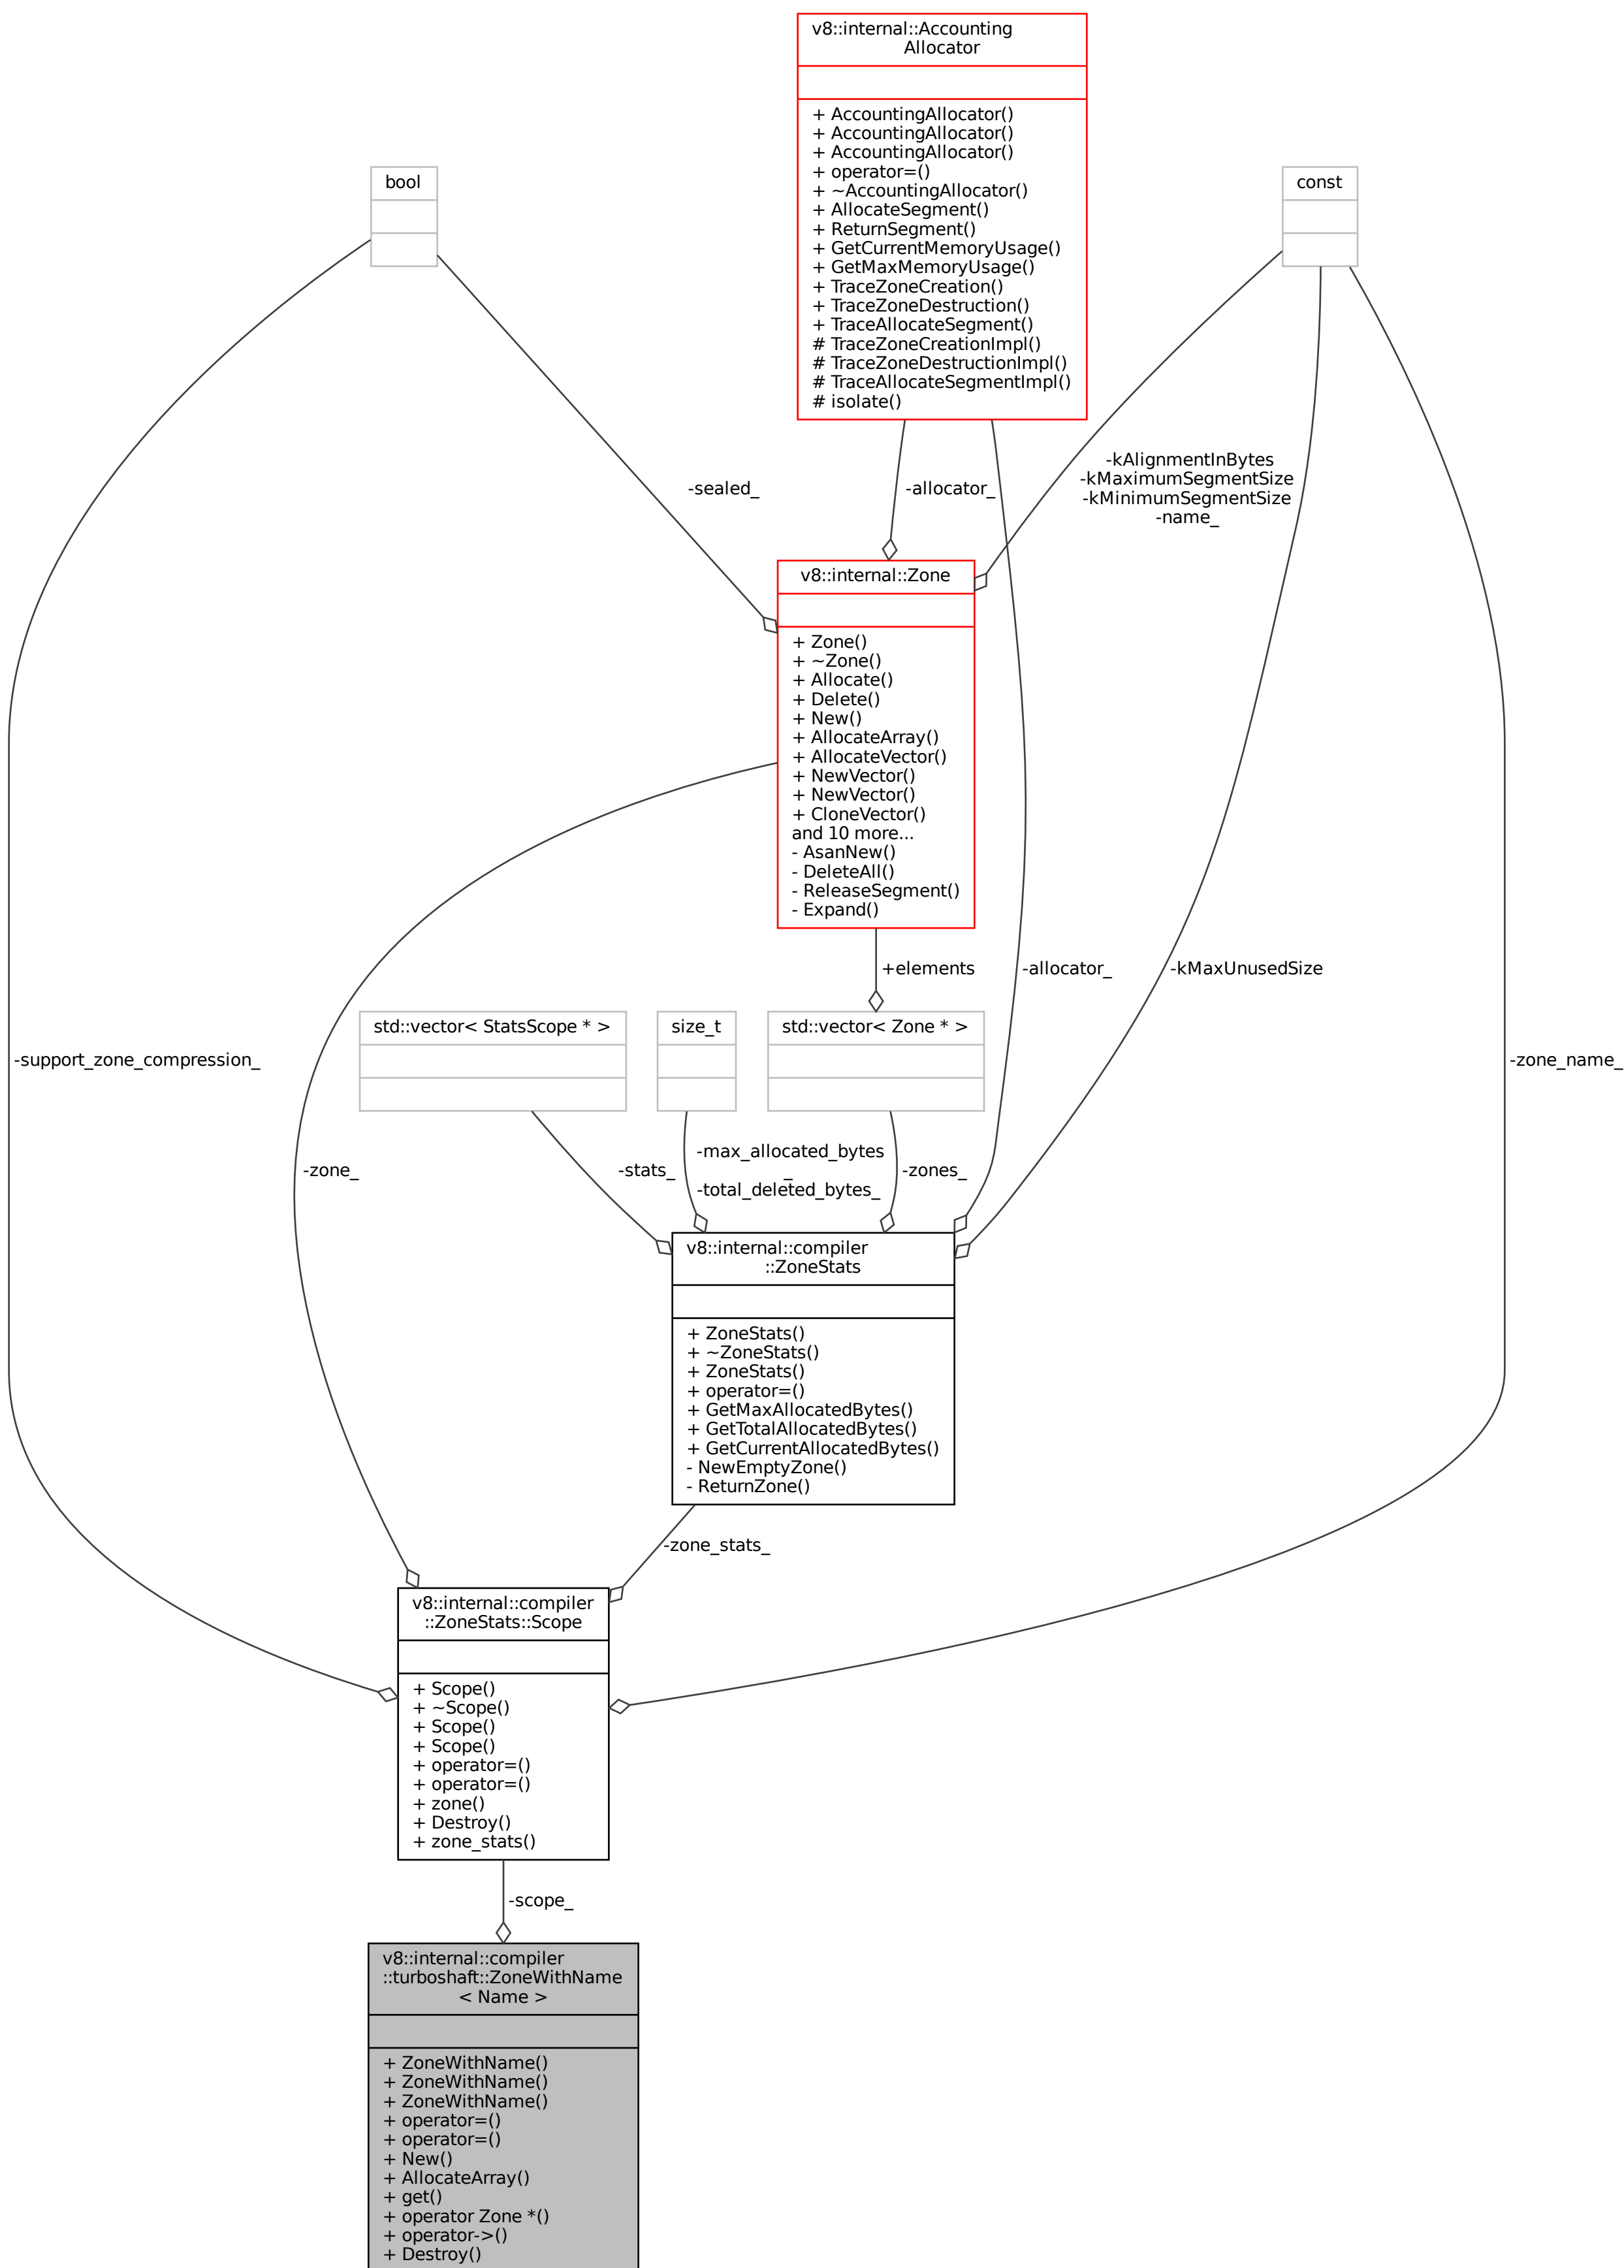 v8::internal::Accounting
Allocator
+ AccountingAllocator()
+ AccountingAllocator()
+ AccountingAllocator()
+ operator=()
+ ~AccountingAllocator()
+ AllocateSegment()
+ ReturnSegment()
+ GetCurrentMemoryUsage()
+ GetMaxMemoryUsage()
+ TraceZoneCreation()
+ TraceZoneDestruction()
+ TraceAllocateSegment()
# TraceZoneCreationImpl()
# TraceZoneDestructionImpl()
# TraceAllocateSegmentImpl()
# isolate()
bool
const
-sealed_
-allocator_
-kAlignmentInBytes
-kMaximumSegmentSize
-kMinimumSegmentSize
-name_
v8::internal::Zone
+ Zone()
+ ~Zone()
+ Allocate()
+ Delete()
+ New()
+ AllocateArray()
+ AllocateVector()
+ NewVector()
+ NewVector()
+ CloneVector()
and 10 more...
- AsanNew()
- DeleteAll()
- ReleaseSegment()
- Expand()
+elements
-allocator_
-kMaxUnusedSize
std::vector< StatsScope * >
size_t
std::vector< Zone * >
-support_zone_compression_
-zone_name_
-zone_
-stats_
-max_allocated_bytes
_
-total_deleted_bytes_
-zones_
v8::internal::compiler
::ZoneStats
+ ZoneStats()
+ ~ZoneStats()
+ ZoneStats()
+ operator=()
+ GetMaxAllocatedBytes()
+ GetTotalAllocatedBytes()
+ GetCurrentAllocatedBytes()
- NewEmptyZone()
- ReturnZone()
-zone_stats_
v8::internal::compiler
::ZoneStats::Scope
+ Scope()
+ ~Scope()
+ Scope()
+ Scope()
+ operator=()
+ operator=()
+ zone()
+ Destroy()
+ zone_stats()
-scope_
v8::internal::compiler
::turboshaft::ZoneWithName
< Name >
+ ZoneWithName()
+ ZoneWithName()
+ ZoneWithName()
+ operator=()
+ operator=()
+ New()
+ AllocateArray()
+ get()
+ operator Zone *()
+ operator->()
+ Destroy()